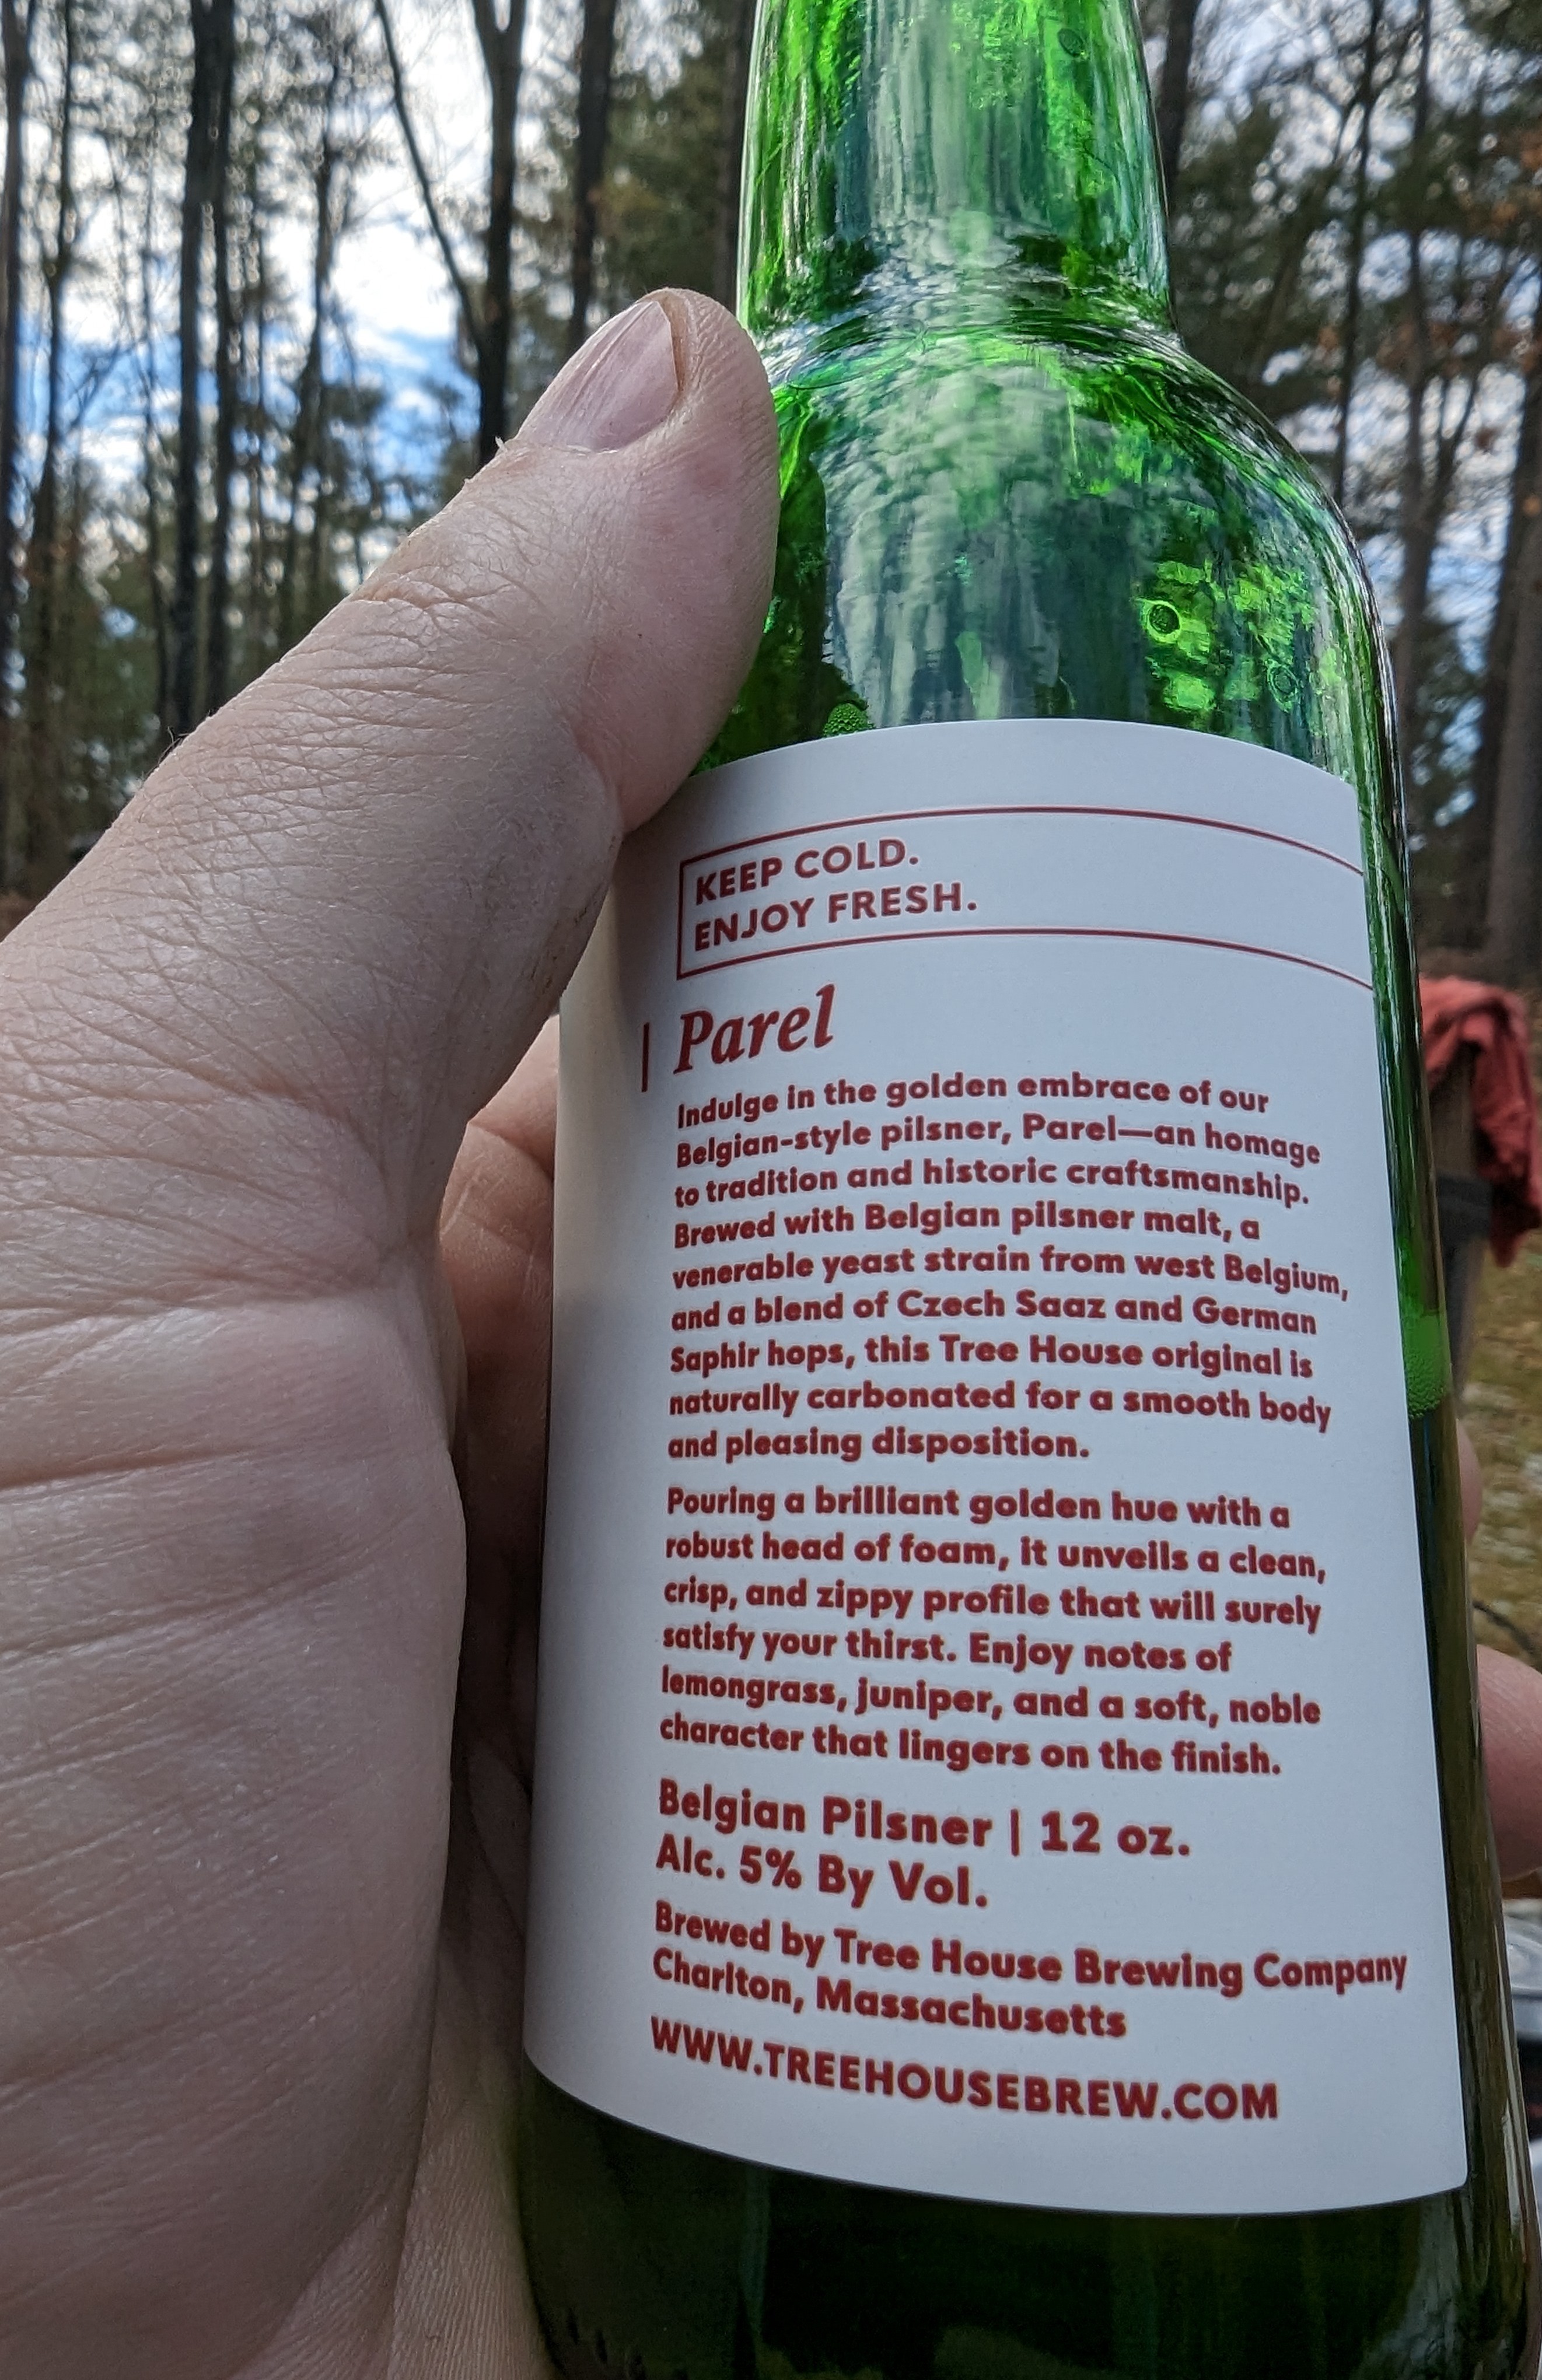 KEEP COLD.
ENJOY FRESH.
Parel
Indulge in the golden embrace of our
Belgian-style pilsner, Parel—an homage
to tradition and historic craftsmanship.
Brewed with Belgian pilsner malt, a
venerable yeast strain from west Belgium,
and a blend of Czech Saaz and German
Saphir hops, this Tree House original is
naturally carbonated for a smooth body
and pleasing disposition.
Pouring a brilliant golden hue with a
robust head of foam, it unveils a clean,
crisp, and zippy profile that will surely
satisfy your thirst. Enjoy notes of
lemongrass, juniper, and a soft, noble
character that lingers on the finish.
Belgian Pilsner | 12 oz.
Alc. 5% By Vol.
Brewed by Tree House Brewing Company
Charlton, Massachusetts
WWW.TREEHOUSEBREW.COM